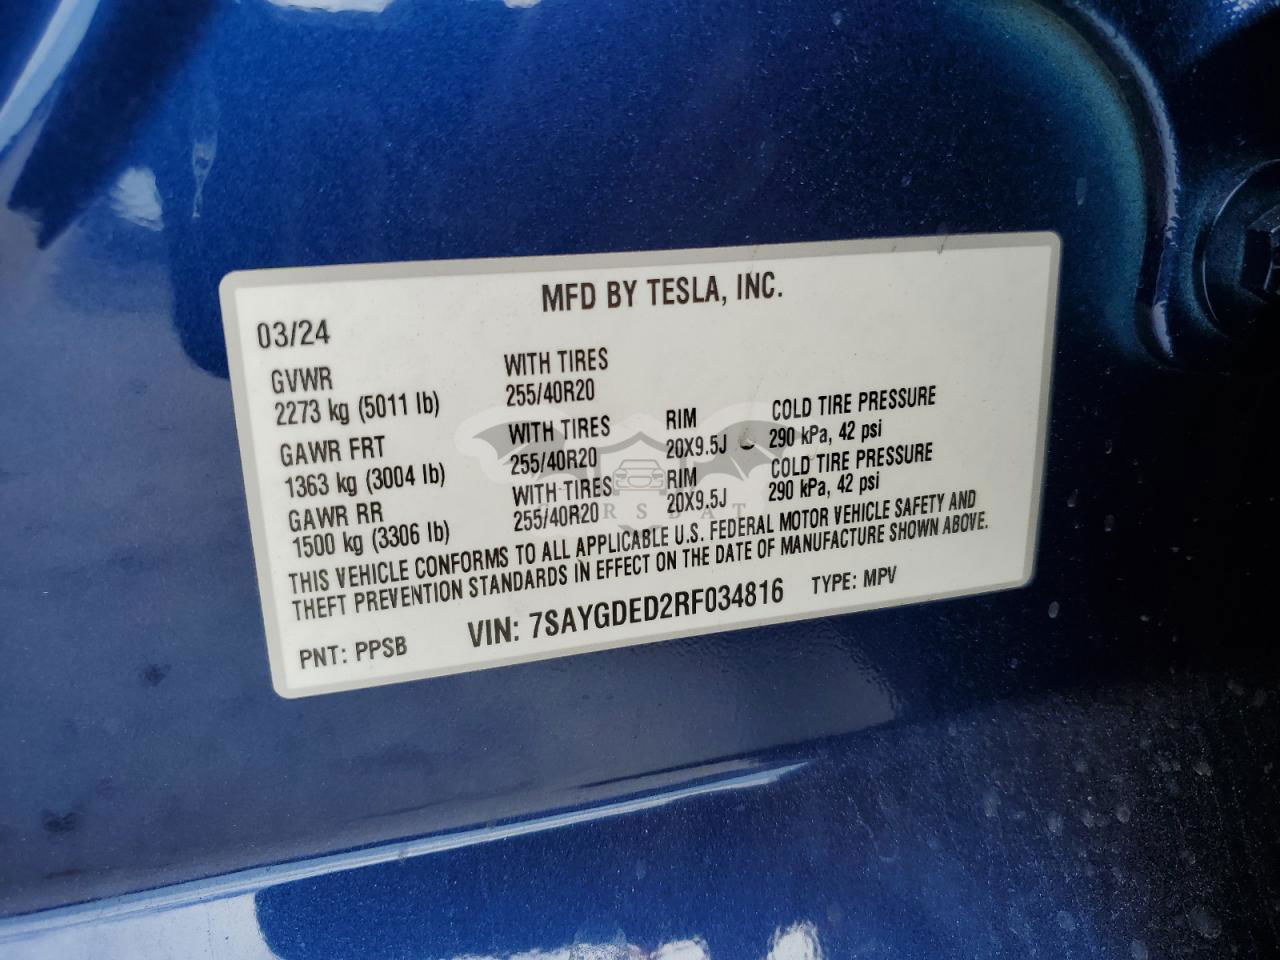 MFD BY TESLA, INC.
03/24
GVWR
2273 kg (5011 lb)
WITH TIRES
255/40R20
GAWR FRT
1363 kg (3004 lb)
WITH TIRES
255/40R20
RIM
20X9.5J
COLD TIRE PRESSURE
290 kPa, 42 psi
GAWR RR
1500 kg (3306 lb)
WITH TIRES
255/40R20
RIM
20X9.5J
COLD TIRE PRESSURE
290 kPa, 42 psi
THIS VEHICLE CONFORMS TO ALL APPLICABLE U.S. FEDERAL MOTOR VEHICLE SAFETY AND
THEFT PREVENTION STANDARDS IN EFFECT ON THE DATE OF MANUFACTURE SHOWN ABOVE.
PNT: PPSB
VIN: 7SAYGDED2RF034816
TYPE: MPV